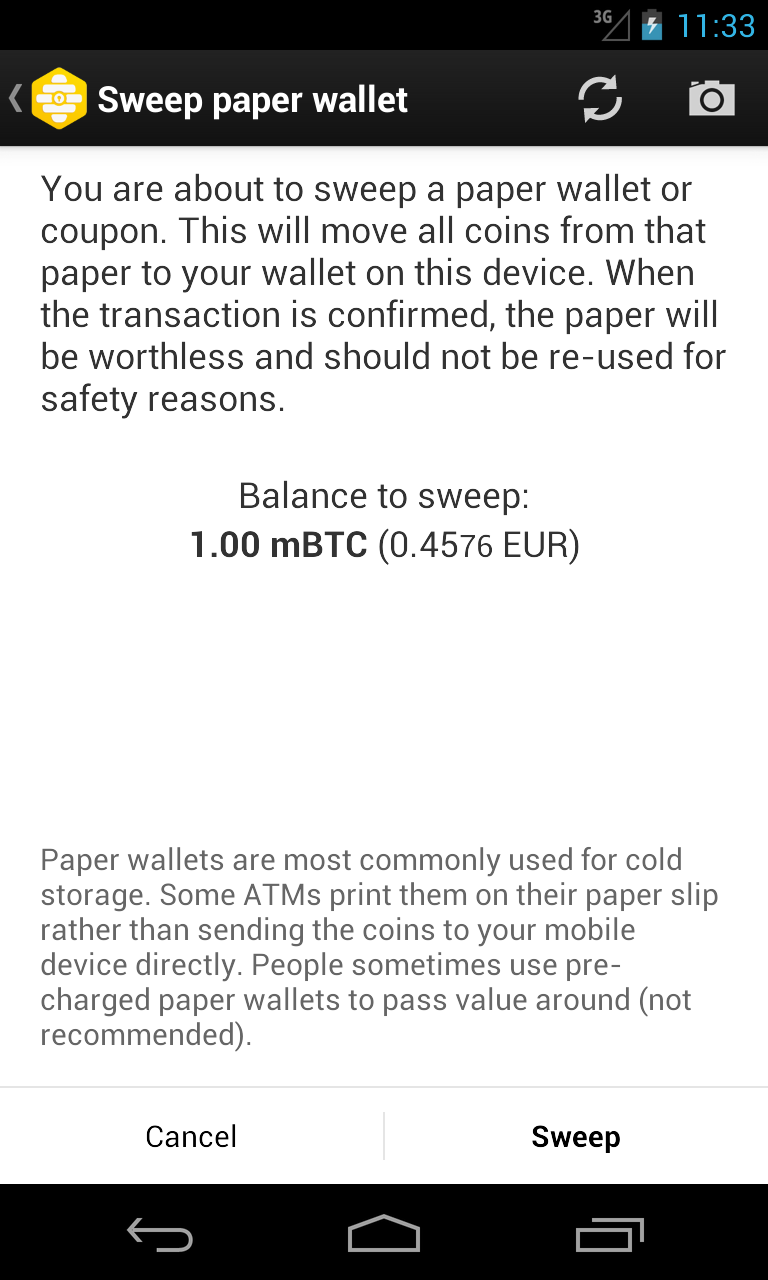 3G 11:33
Sweep paper wallet
You are about to sweep a paper wallet or
coupon. This will move all coins from that
paper to your wallet on this device. When
the transaction is confirmed, the paper will
be worthless and should not be re-used for
safety reasons.
Balance to sweep:
1.00 mBTC (0.4576 EUR)
Paper wallets are most commonly used for cold
storage. Some ATMs print them on their paper slip
rather than sending the coins to your mobile
device directly. People sometimes use pre-
charged paper wallets to pass value around (not
recommended).
Cancel Sweep